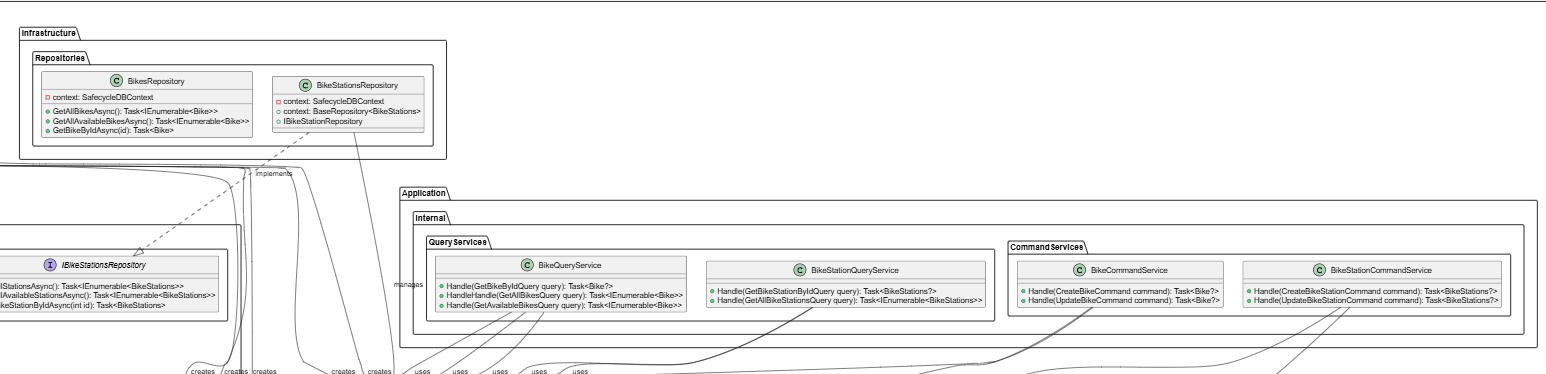 Infrastructure
Repositories
C BikesRepository
context: SafecycleDBContext
GetAllBikesAsync(): Task<IEnumerable<Bike>>
GetAllAvailableBikesAsync(): Task<IEnumerable<Bike>>
GetBikeByIdAsync(id): Task<Bike>
C BikeStationsRepository
context: SafecycleDBContext
context: BaseRepository<BikeStations>
IBikeStationRepository
implements
Application
Internal
QueryServices
C BikeQueryService
Handle(GetBikeByIdQuery query): Task<Bike?>
HandleHandle(GetAllBikesQuery query): Task<IEnumerable<Bike>>
Handle(GetAvailableBikesQuery query): Task<IEnumerable<Bike>>
C BikeStationQueryService
Handle(GetBikeStationByIdQuery query): Task<BikeStations?>
Handle(GetAllBikeStationsQuery query): Task<IEnumerable<BikeStations>>
CommandServices
C BikeCommandService
Handle(CreateBikeCommand command): Task<Bike?>
Handle(UpdateBikeCommand command): Task<Bike?>
C BikeStationCommandService
Handle(CreateBikeStationCommand command): Task<BikeStations?>
Handle(UpdateBikeStationCommand command): Task<BikeStations?>
I IBikeStationsRepository
lStationsAsync(): Task<IEnumerable<BikeStations>>
lAvailableStationsAsync(): Task<IEnumerable<BikeStations>>
keStationByIdAsync(int id): Task<BikeStations>
manages
creates creates creates creates creates uses uses uses uses uses